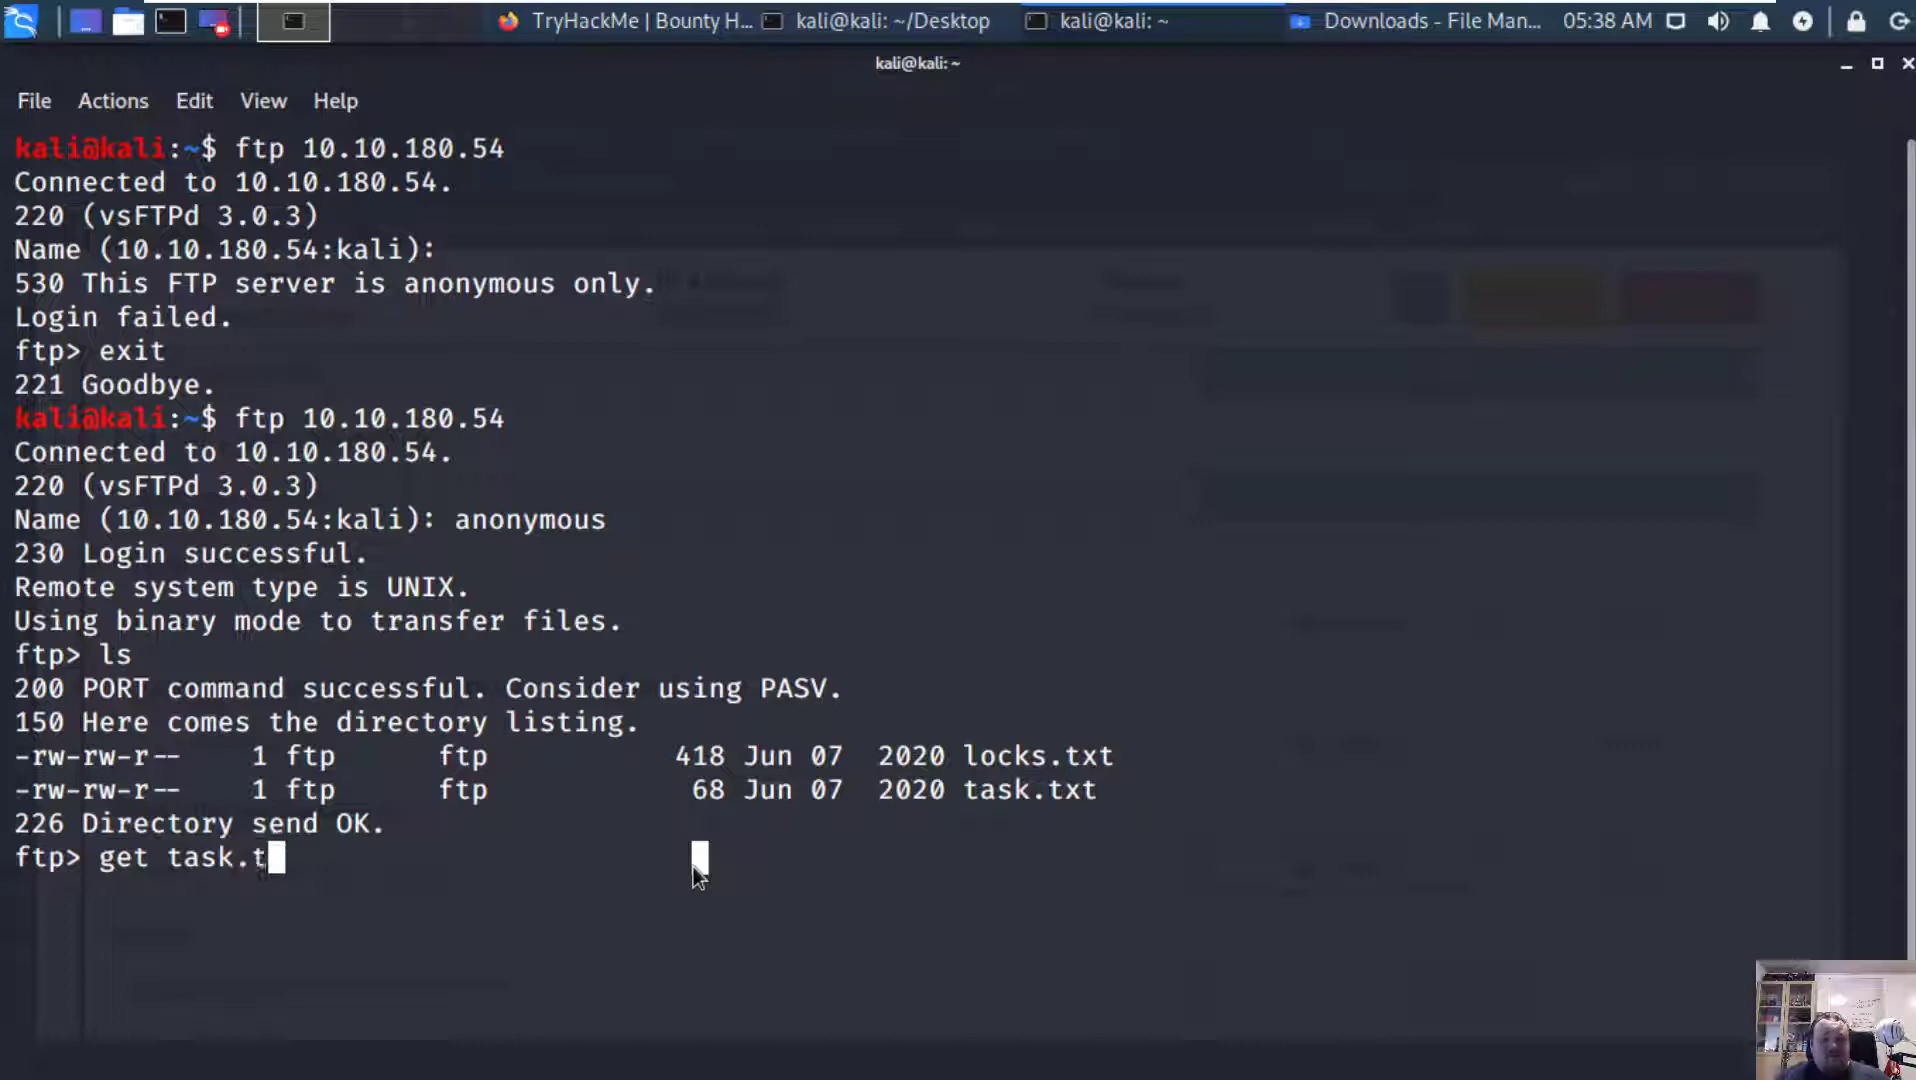 TryHackMe | Bounty H...
kali@kali: ~/Desktop
kali@kali: ~
Downloads - File Man...
05:38 AM
kali@kali: ~
File Actions Edit View Help
kali@kali:~$ ftp 10.10.180.54
Connected to 10.10.180.54.
220 (vsFTPd 3.0.3)
Name (10.10.180.54:kali):
530 This FTP server is anonymous only.
Login failed.
ftp> exit
221 Goodbye.
kali@kali:~$ ftp 10.10.180.54
Connected to 10.10.180.54.
220 (vsFTPd 3.0.3)
Name (10.10.180.54:kali): anonymous
230 Login successful.
Remote system type is UNIX.
Using binary mode to transfer files.
ftp> ls
200 PORT command successful. Consider using PASV.
150 Here comes the directory listing.
-rw-rw-r-- 1 ftp ftp 418 Jun 07 2020 locks.txt
-rw-rw-r-- 1 ftp ftp 68 Jun 07 2020 task.txt
226 Directory send OK.
ftp> get task.t